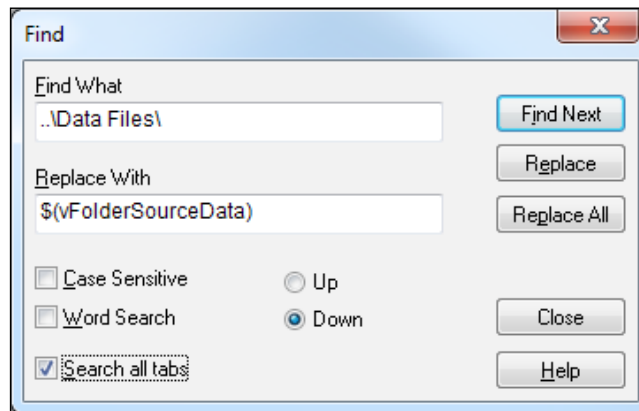 Find
Find What
..\Data Files\
Find Next
Replace
Replace With
$(vFolderSourceData)
Replace All
Case Sensitive
Up
Word Search
Down
Close
Search all tabs
Help